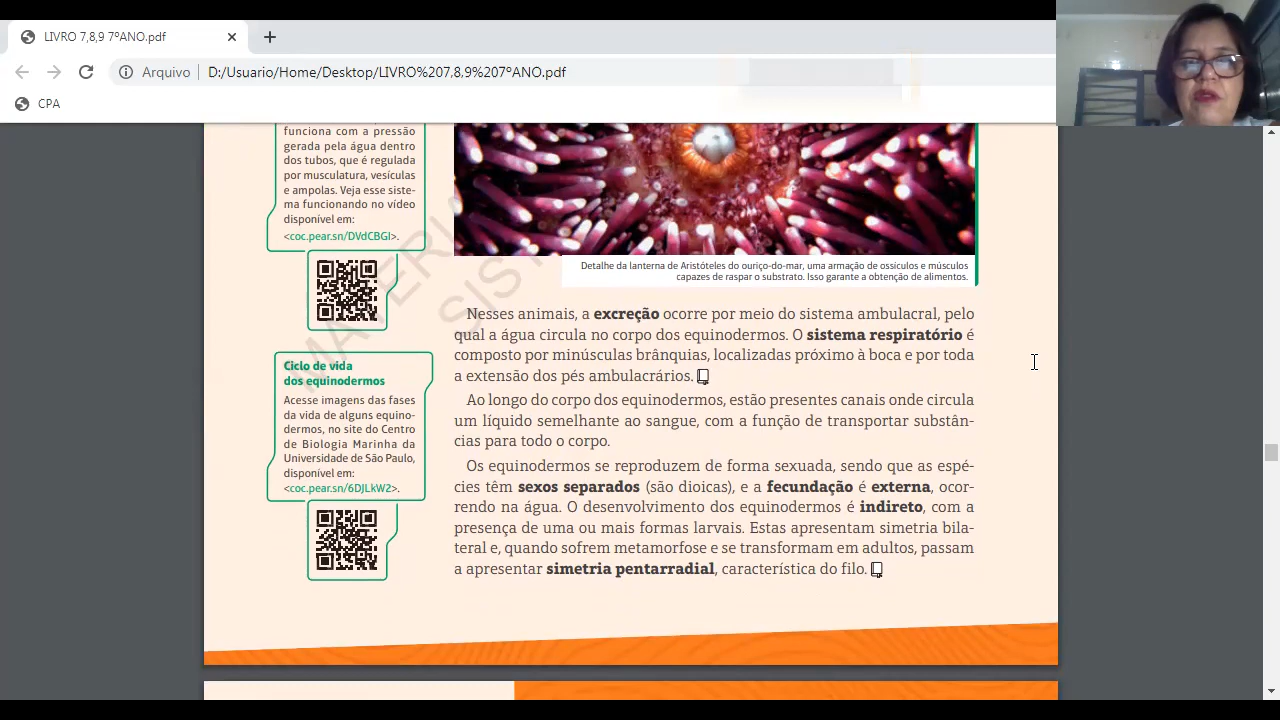 LIVRO 7,8,9 7ºANO.pdf
Arquivo
D:/Usuario/Home/Desktop/LIVRO%207,8,9%207ºANO.pdf
CPA
funciona com a pressão
gerada pela água dentro
dos tubos, que é regulada
por musculatura, vesículas
e ampolas. Veja esse siste-
ma funcionando no vídeo
disponível em:
<coc.pear.sn/DVdCBGI>.
Ciclo de vida
dos equinodermos
Acesse imagens das fases
da vida de alguns equino-
dermos, no site do Centro
de Biologia Marinha da
Universidade de São Paulo,
disponível em:
<coc.pear.sn/6DJLkW2>.
Detalhe da lanterna de Aristóteles do ouriço-do-mar, uma armação de ossículos e músculos
capazes de raspar o substrato. Isso garante a obtenção de alimentos.
Nesses animais, a excreção ocorre por meio do sistema ambulacral, pelo
qual a água circula no corpo dos equinodermos. O sistema respiratório é
composto por minúsculas brânquias, localizadas próximo à boca e por toda
a extensão dos pés ambulacrários.
Ao longo do corpo dos equinodermos, estão presentes canais onde circula
um líquido semelhante ao sangue, com a função de transportar substân-
cias para todo o corpo.
Os equinodermos se reproduzem de forma sexuada, sendo que as espé-
cies têm sexos separados (são dioicas), e a fecundação é externa, ocor-
rendo na água. O desenvolvimento dos equinodermos é indireto, com a
presença de uma ou mais formas larvais. Estas apresentam simetria bila-
teral e, quando sofrem metamorfose e se transformam em adultos, passam
a apresentar simetria pentarradial, característica do filo.